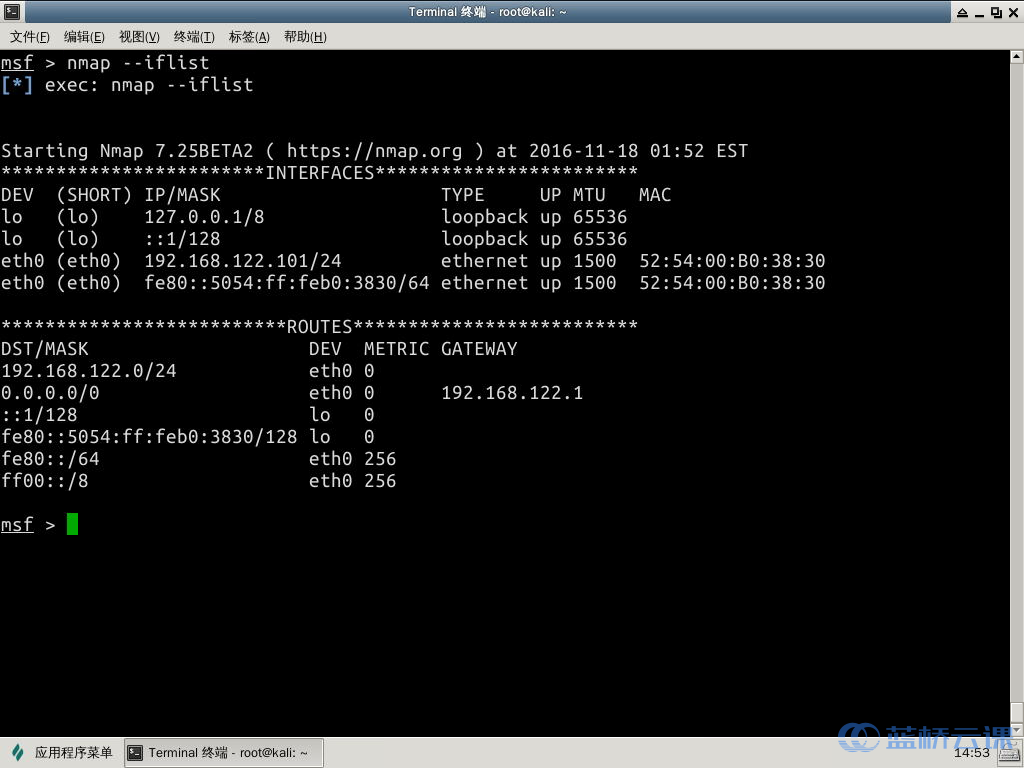 Terminal 终端 - root@kali: ~
文件(F) 编辑(E) 视图(V) 终端(T) 标签(A) 帮助(H)
msf > nmap --iflist
[*] exec: nmap --iflist
Starting Nmap 7.25BETA2 ( https://nmap.org ) at 2016-11-18 01:52 EST
************************INTERFACES************************
DEV  (SHORT) IP/MASK                    TYPE     UP MTU   MAC
lo   (lo)    127.0.0.1/8                loopback up 65536
lo   (lo)    ::1/128                    loopback up 65536
eth0 (eth0)  192.168.122.101/24         ethernet up 1500  52:54:00:B0:38:30
eth0 (eth0)  fe80::5054:ff:feb0:3830/64 ethernet up 1500  52:54:00:B0:38:30
**************************ROUTES**************************
DST/MASK                    DEV  METRIC GATEWAY
192.168.122.0/24            eth0 0
0.0.0.0/0                   eth0 0      192.168.122.1
::1/128                     lo   0
fe80::5054:ff:feb0:3830/128 lo   0
fe80::/64                   eth0 256
ff00::/8                    eth0 256
msf >
蓝桥云课
应用程序菜单 Terminal 终端 - root@kali: ~ 14:53